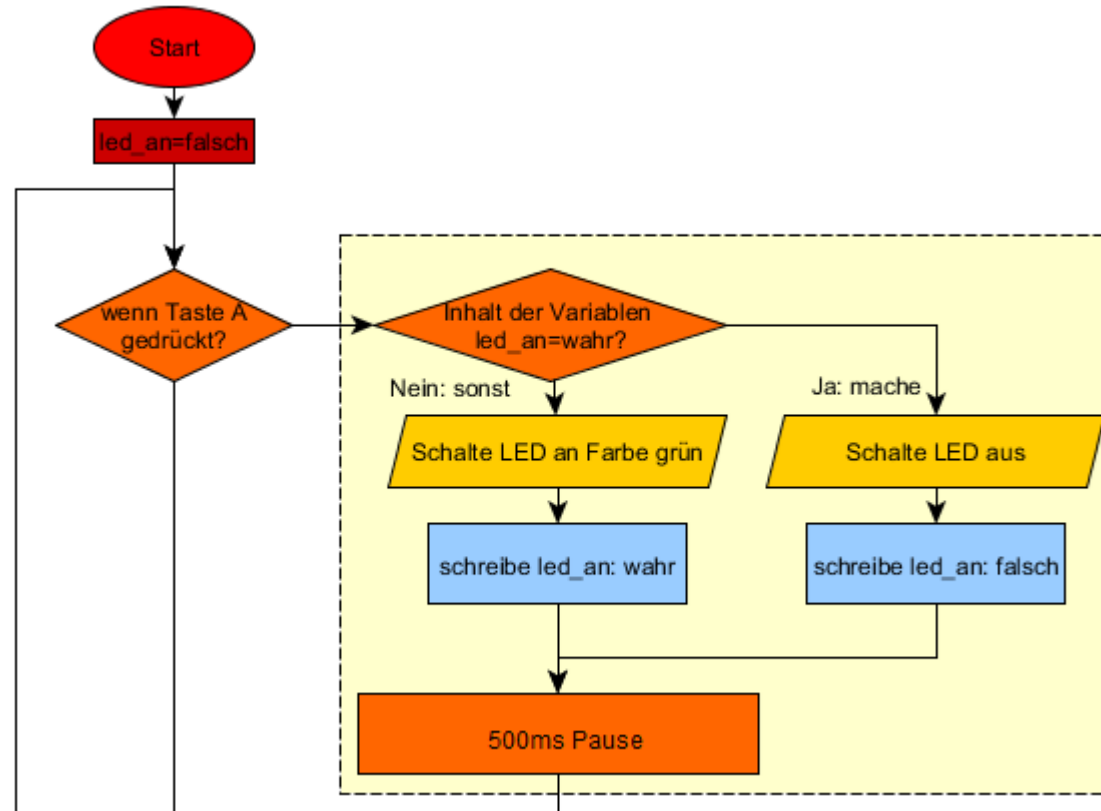 Start
led_an=falsch
wenn Taste A
gedrückt?
Inhalt der Variablen
led_an=wahr?
Nein: sonst
Ja: mache
Schalte LED an Farbe grün
Schalte LED aus
schreibe led_an: wahr
schreibe led_an: falsch
500ms Pause